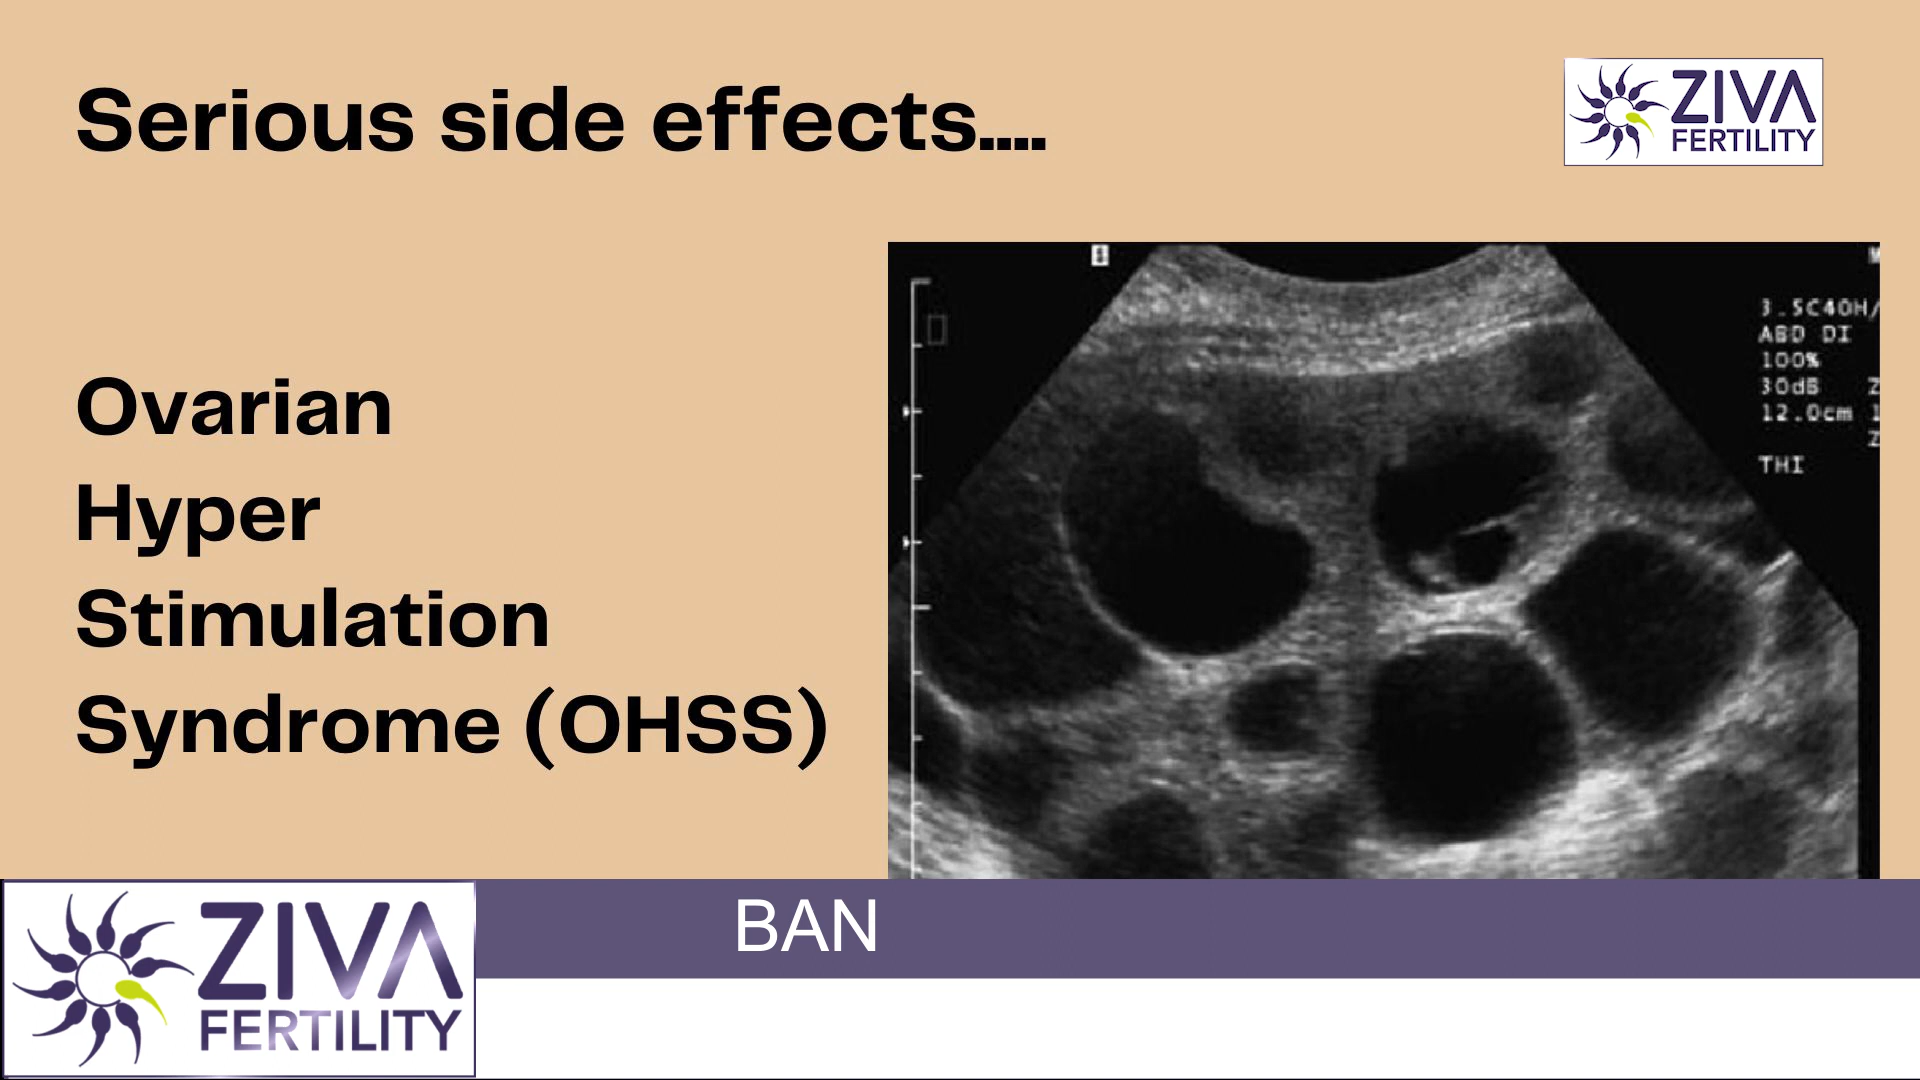 Serious side effects....
ZIVA
FERTILITY
Ovarian
Hyper
Stimulation
Syndrome (OHSS)
3.5C40H/
ABD DI
100%
30dB Z
12.0cm 1
Z
THI
BAN
ZIVA
FERTILITY